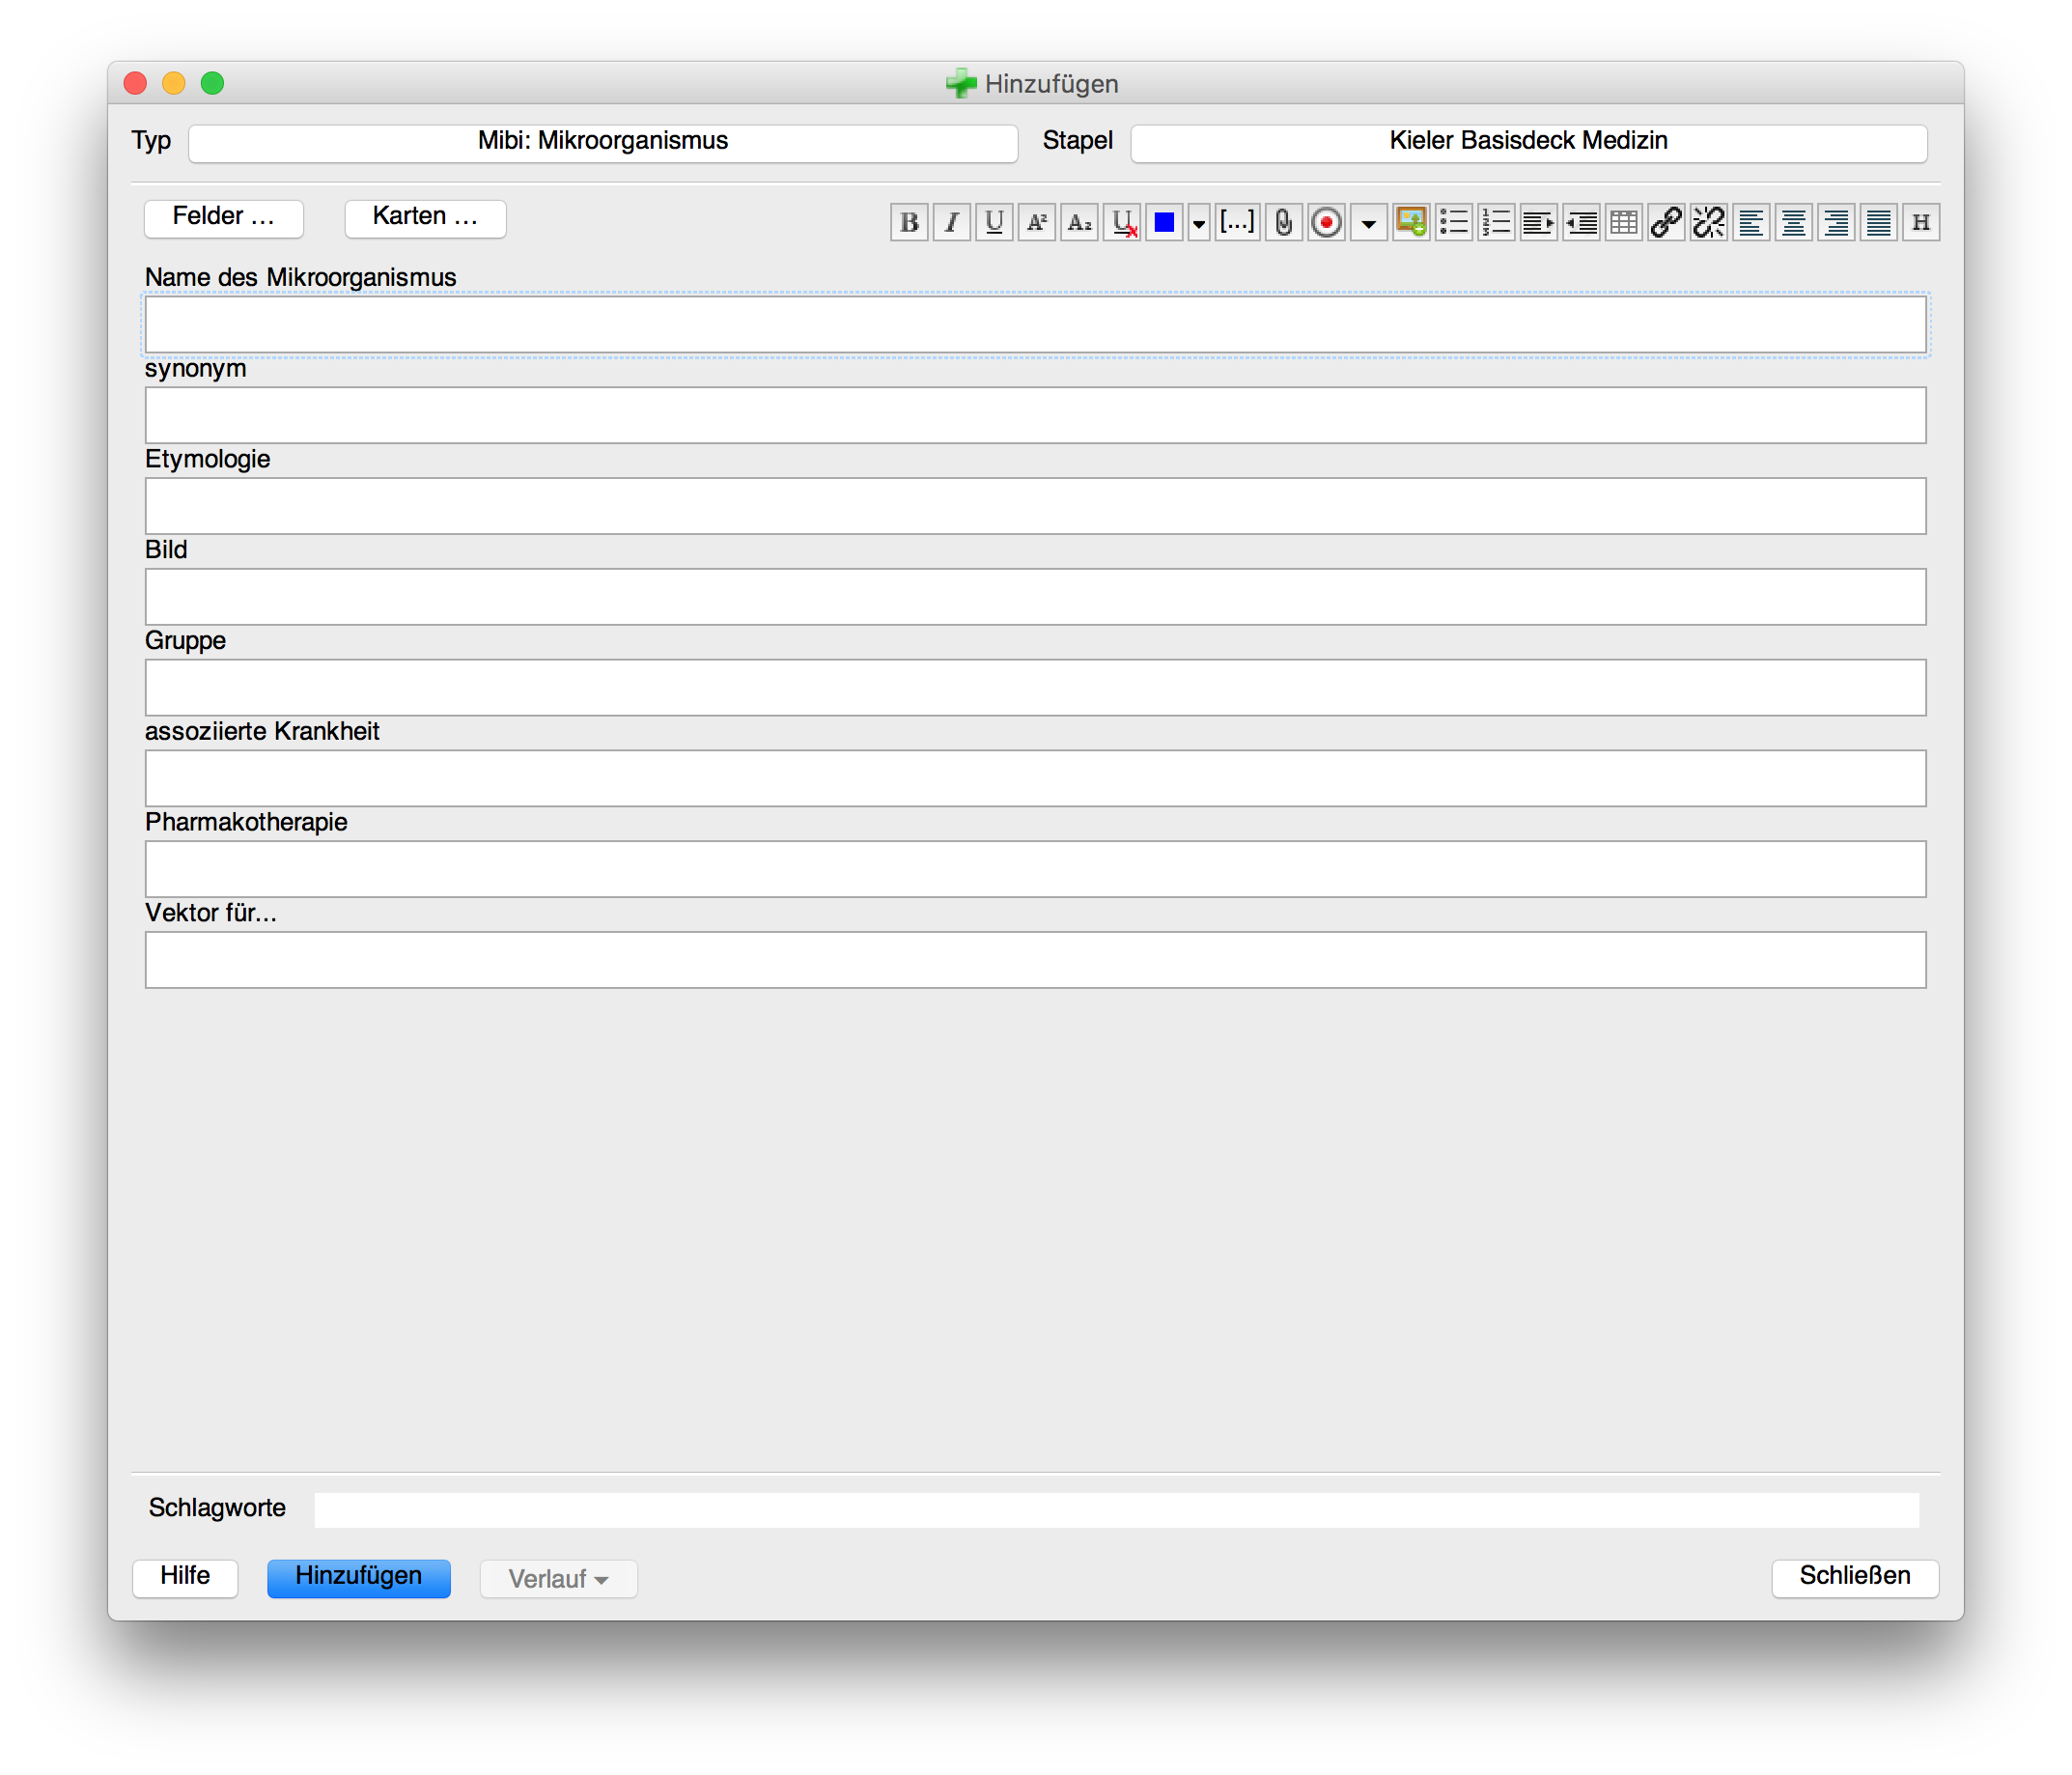 Hinzufügen
Typ Mibi: Mikroorganismus Stapel Kieler Basisdeck Medizin
Felder ... Karten ... B I U A² A₂ U [...] H
Name des Mikroorganismus
synonym
Etymologie
Bild
Gruppe
assoziierte Krankheit
Pharmakotherapie
Vektor für...
Schlagworte
Hilfe Hinzufügen Verlauf Schließen